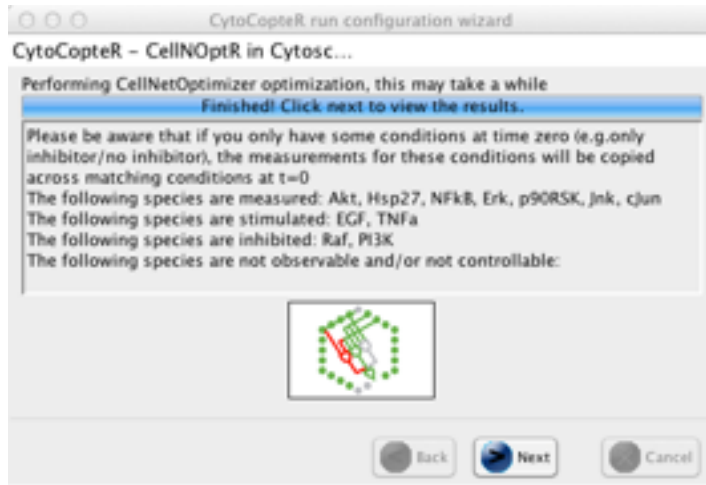 CytoCopteR run configuration wizard
CytoCopteR – CellNOptR in Cytosc...
Performing CellNetOptimizer optimization, this may take a while
Finished! Click next to view the results.
Please be aware that if you only have some conditions at time zero (e.g.only
inhibitor/no inhibitor), the measurements for these conditions will be copied
across matching conditions at t=0
The following species are measured: Akt, Hsp27, NFkB, Erk, p90RSK, Jnk, cJun
The following species are stimulated: EGF, TNFa
The following species are inhibited: Raf, PI3K
The following species are not observable and/or not controllable:
Back
Next
Cancel